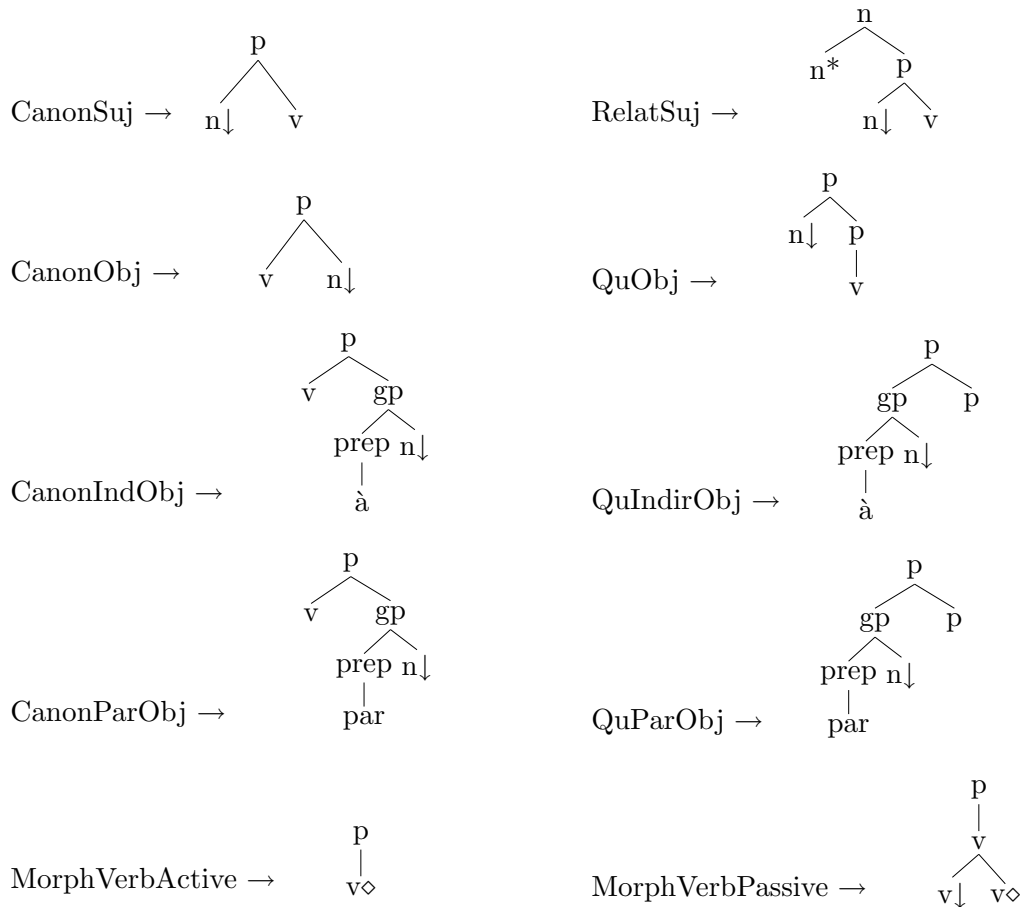 p
CanonSuj →
n↓ v
n
n* p
RelatSuj →
n↓ v
p
CanonObj →
v n↓
p
n↓ p
QuObj →
v
p
v gp
prep n↓
CanonIndObj →
à
p
gp p
prep n↓
QuIndirObj →
à
p
v gp
prep n↓
CanonParObj →
par
p
gp p
prep n↓
QuParObj →
par
p
MorphVerbActive →
v⋄
p
v
MorphVerbPassive →
v↓ v⋄